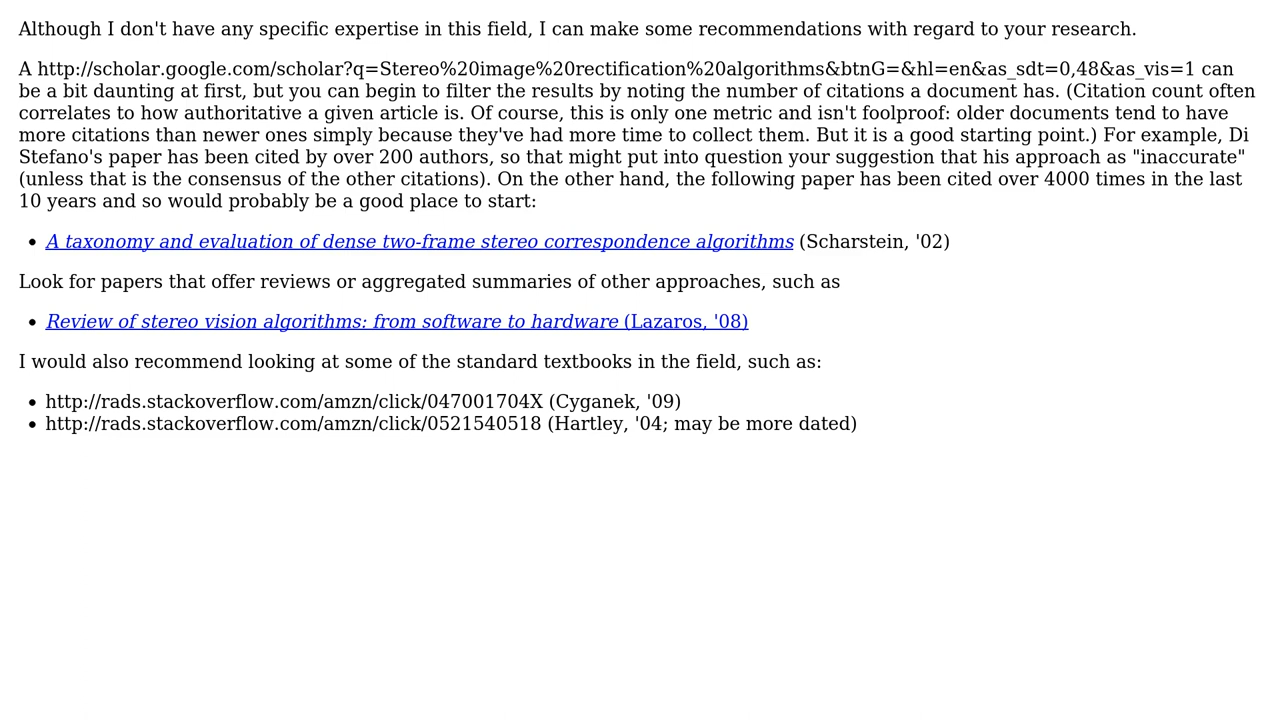 Although I don't have any specific expertise in this field, I can make some recommendations with regard to your research.
A http://scholar.google.com/scholar?q=Stereo%20image%20rectification%20algorithms&btnG=&hl=en&as_sdt=0,48&as_vis=1 can
be a bit daunting at first, but you can begin to filter the results by noting the number of citations a document has. (Citation count often
correlates to how authoritative a given article is. Of course, this is only one metric and isn't foolproof: older documents tend to have
more citations than newer ones simply because they've had more time to collect them. But it is a good starting point.) For example, Di
Stefano's paper has been cited by over 200 authors, so that might put into question your suggestion that his approach as "inaccurate"
(unless that is the consensus of the other citations). On the other hand, the following paper has been cited over 4000 times in the last
10 years and so would probably be a good place to start:
• A taxonomy and evaluation of dense two-frame stereo correspondence algorithms (Scharstein, '02)
Look for papers that offer reviews or aggregated summaries of other approaches, such as
• Review of stereo vision algorithms: from software to hardware (Lazaros, '08)
I would also recommend looking at some of the standard textbooks in the field, such as:
• http://rads.stackoverflow.com/amzn/click/047001704X (Cyganek, '09)
• http://rads.stackoverflow.com/amzn/click/0521540518 (Hartley, '04; may be more dated)